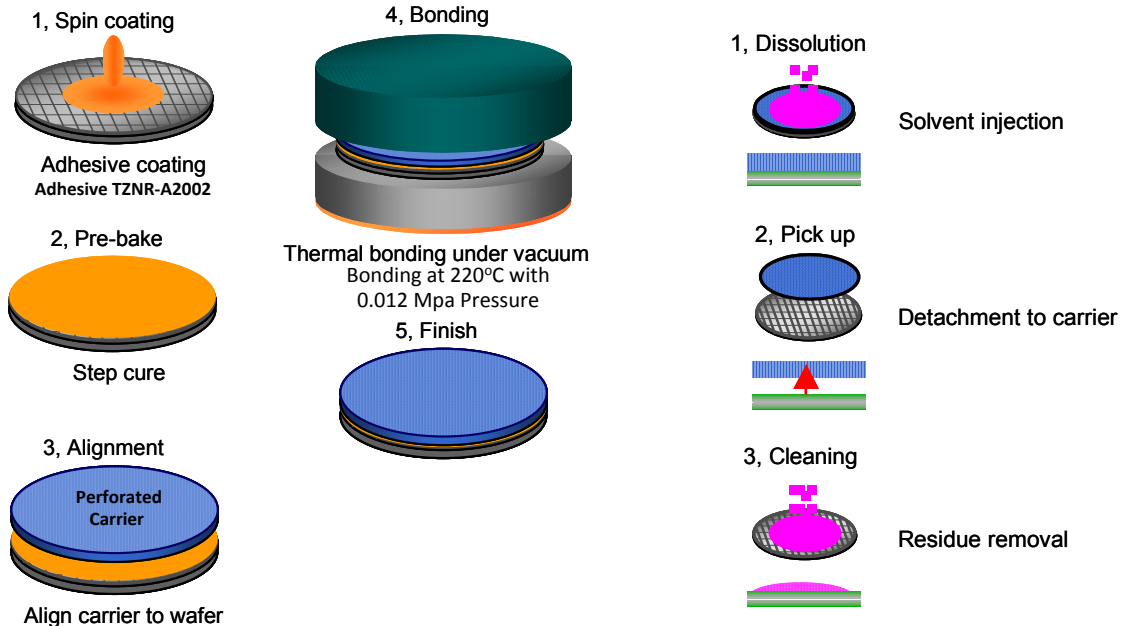 1, Spin coating
Adhesive coating
Adhesive TZNR-A2002
2, Pre-bake
Step cure
3, Alignment
Perforated
Carrier
Align carrier to wafer
4, Bonding
Thermal bonding under vacuum
Bonding at 220°C with
0.012 Mpa Pressure
5, Finish
1, Dissolution
Solvent injection
2, Pick up
Detachment to carrier
3, Cleaning
Residue removal